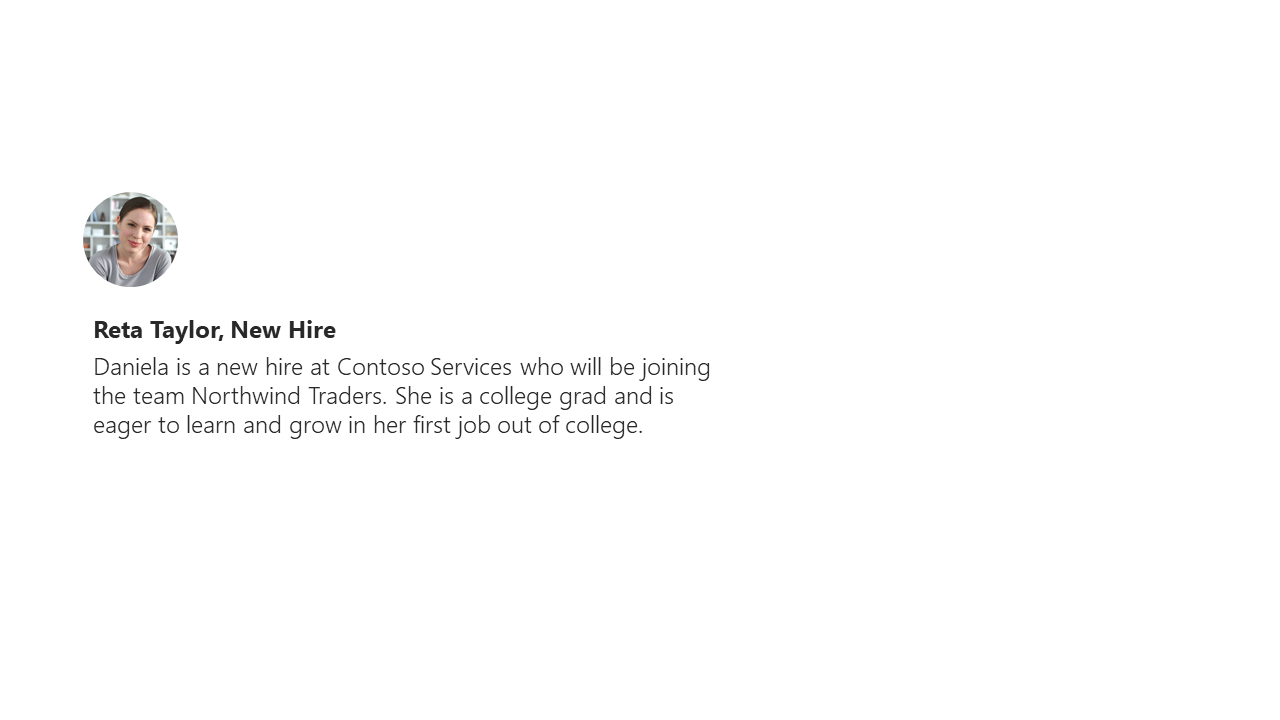 Reta Taylor, New Hire
Daniela is a new hire at Contoso Services who will be joining
the team Northwind Traders. She is a college grad and is
eager to learn and grow in her first job out of college.